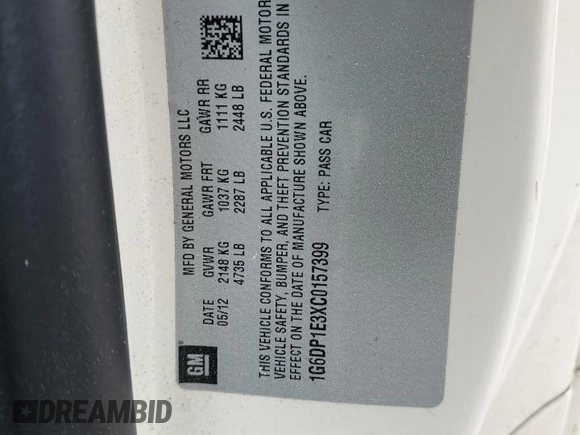 GM
MFD BY GENERAL MOTORS LLC
DATE GVWR GAWR FRT GAWR RR
05/12 2148 KG 1037 KG 1111 KG
4735 LB 2287 LB 2448 LB
THIS VEHICLE CONFORMS TO ALL APPLICABLE U.S. FEDERAL MOTOR
VEHICLE SAFETY, BUMPER, AND THEFT PREVENTION STANDARDS IN
EFFECT ON THE DATE OF MANUFACTURE SHOWN ABOVE.
1G6DP1E3XC0157399 TYPE: PASS CAR
DREAMBID